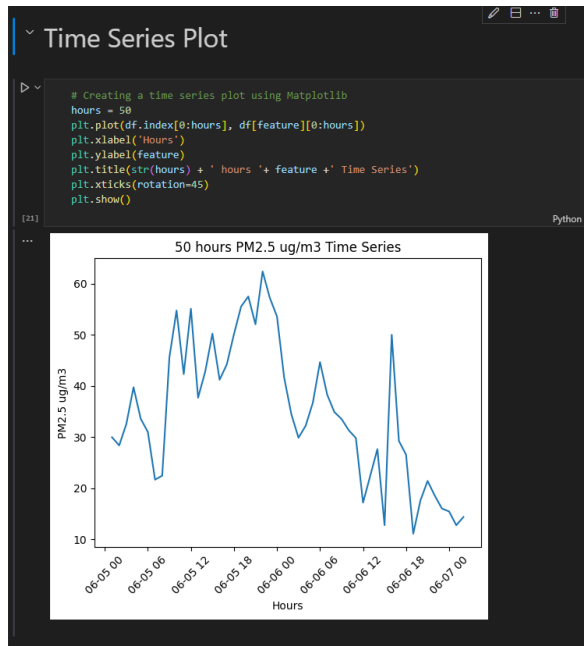 Time Series Plot
# Creating a time series plot using Matplotlib
hours = 50
plt.plot(df.index[0:hours], df[feature][0:hours])
plt.xlabel('Hours')
plt.ylabel(feature)
plt.title(str(hours) + ' hours '+ feature +' Time Series')
plt.xticks(rotation=45)
plt.show()
[21]
Python
...
50 hours PM2.5 ug/m3 Time Series
PM2.5 ug/m3
60
50
40
30
20
10
06-05 00
06-05 06
06-05 12
06-05 18
06-06 00
06-06 06
06-06 12
06-06 18
06-07 00
Hours